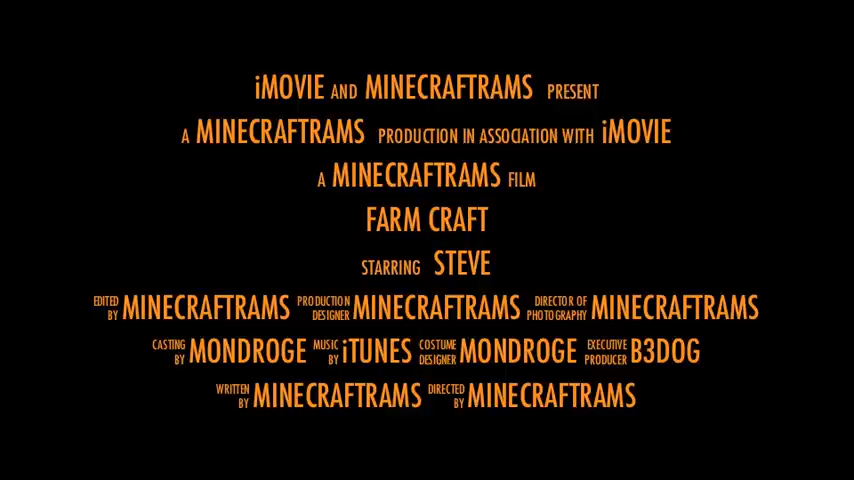 iMOVIE AND MINECRAFTRAMS PRESENT
A MINECRAFTRAMS PRODUCTION IN ASSOCIATION WITH iMOVIE
A MINECRAFTRAMS FILM
FARM CRAFT
STARRING STEVE
EDITED BY MINECRAFTRAMS PRODUCTION DESIGNER MINECRAFTRAMS DIRECTOR OF PHOTOGRAPHY MINECRAFTRAMS
CASTING BY MONDROGE MUSIC BY iTUNES COSTUME DESIGNER MONDROGE EXECUTIVE PRODUCER B3DOG
WRITTEN BY MINECRAFTRAMS DIRECTED BY MINECRAFTRAMS